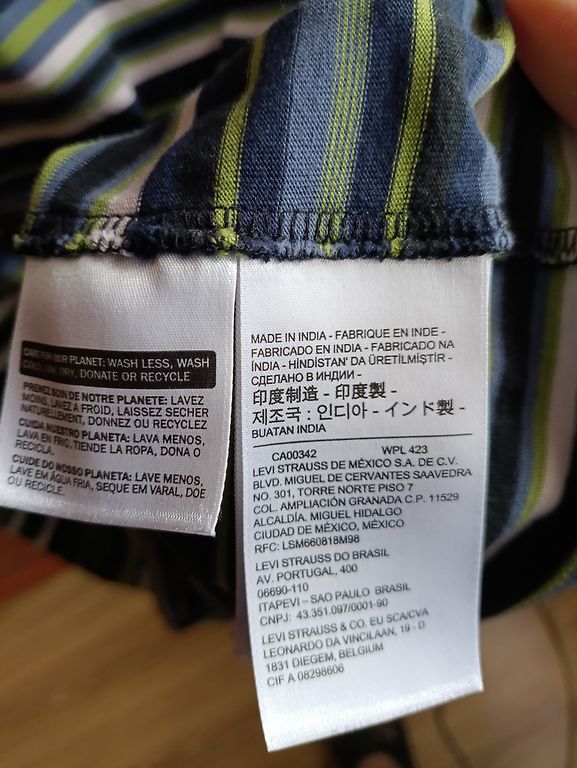 CARE FOR OUR PLANET: WASH LESS, WASH
COLD, LINE DRY, DONATE OR RECYCLE
PRENEZ SOIN DE NOTRE PLANETE: LAVEZ
MOINS, LAVEZ A FROID, LAISSEZ SECHER
NATURELLEMENT, DONNEZ OU RECYCLEZ
CUIDA NUESTRO PLANETA: LAVA MENOS,
LAVA EN FRIO, TIENDE LA ROPA, DONA O
RECICLA.
CUIDE DO NOSSO PLANETA: LAVE MENOS,
LAVE EM ÁGUA FRIA, SEQUE EM VARAL, DOE
OU RECICLE.
MADE IN INDIA - FABRIQUE EN INDE -
FABRICADO EN INDIA - FABRICADO NA
ÍNDIA - HİNDİSTAN' DA ÜRETİLMİŞTİR -
СДЕЛАНО В ИНДИИ -
印度制造 - 印度製 -
제조국 : 인디아 - インド製 -
BUATAN INDIA
CA00342 WPL 423
LEVI STRAUSS DE MÉXICO S.A. DE C.V.
BLVD. MIGUEL DE CERVANTES SAAVEDRA
NO. 301, TORRE NORTE PISO 7
COL. AMPLIACIÓN GRANADA C.P. 11529
ALCALDÍA. MIGUEL HIDALGO
CIUDAD DE MÉXICO, MÉXICO
RFC: LSM660818M98
LEVI STRAUSS DO BRASIL
AV. PORTUGAL, 400
06690-110
ITAPEVI – SAO PAULO BRASIL
CNPJ: 43.351.097/0001-90
LEVI STRAUSS & CO. EU SCA/CVA
LEONARDO DA VINCILAAN, 19 - D
1831 DIEGEM, BELGIUM
CIF A 08298606